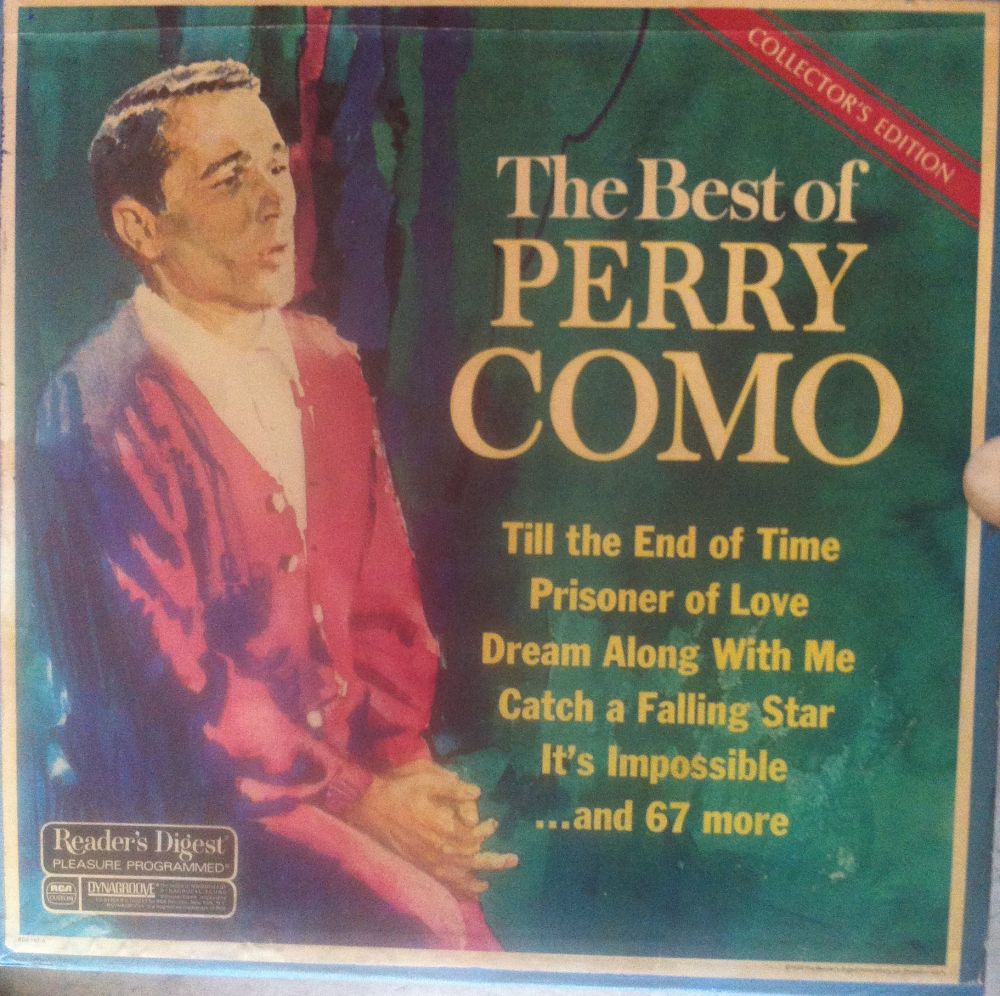 COLLECTOR'S EDITION
The Best of
PERRY
COMO
Till the End of Time
Prisoner of Love
Dream Along With Me
Catch a Falling Star
It's Impossible
...and 67 more
Reader's Digest
PLEASURE PROGRAMMED®
RCA
CUSTOM
DYNAGROOVE